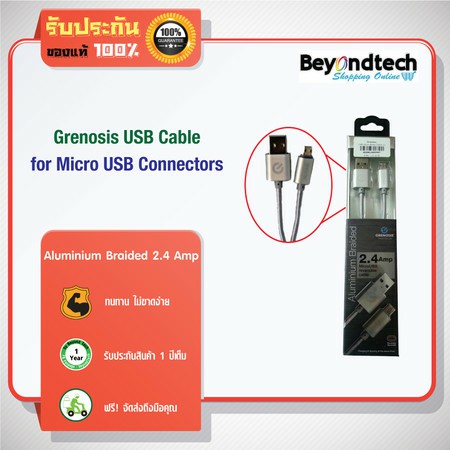 รับประกัน
ของแท้ 100%
100%
GUARANTEE
Beyondtech
Shopping Online
Grenosis USB Cable
for Micro USB Connectors
Aluminium Braided 2.4 Amp
ทนทาน ไม่ขาดง่าย
1
Year
รับประกันสินค้า 1 ปีเต็ม
ฟรี! จัดส่งถึงมือคุณ
Aluminium Braided
2.4Amp